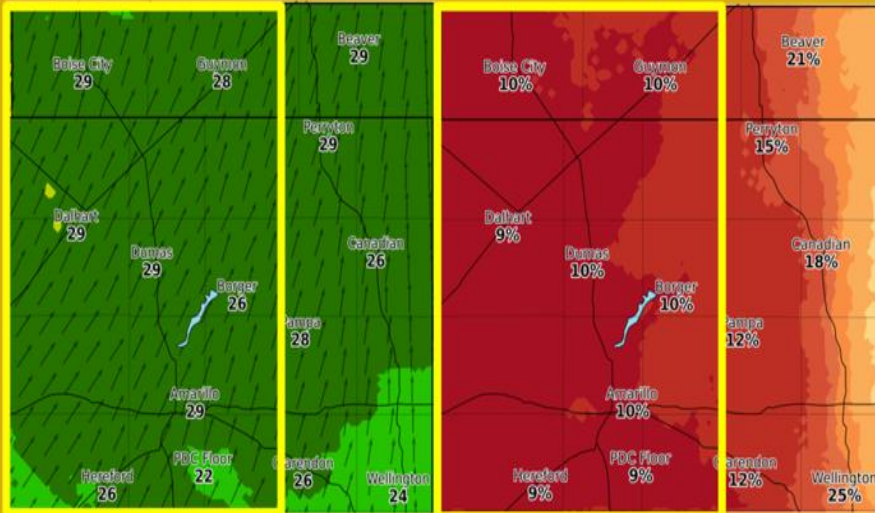 Beaver
29
Boise City
29
Guymon
28
Perryton
29
Dalhart
29
Dumas
29
Canadian
26
Borger
26
Pampa
28
Amarillo
29
PDC Floor
22
Hereford
26
Clarendon
26
Wellington
24
Beaver
21%
Boise City
10%
Guymon
10%
Perryton
15%
Dalhart
9%
Dumas
10%
Canadian
18%
Borger
10%
Pampa
12%
Amarillo
10%
PDC Floor
9%
Hereford
9%
Clarendon
12%
Wellington
25%